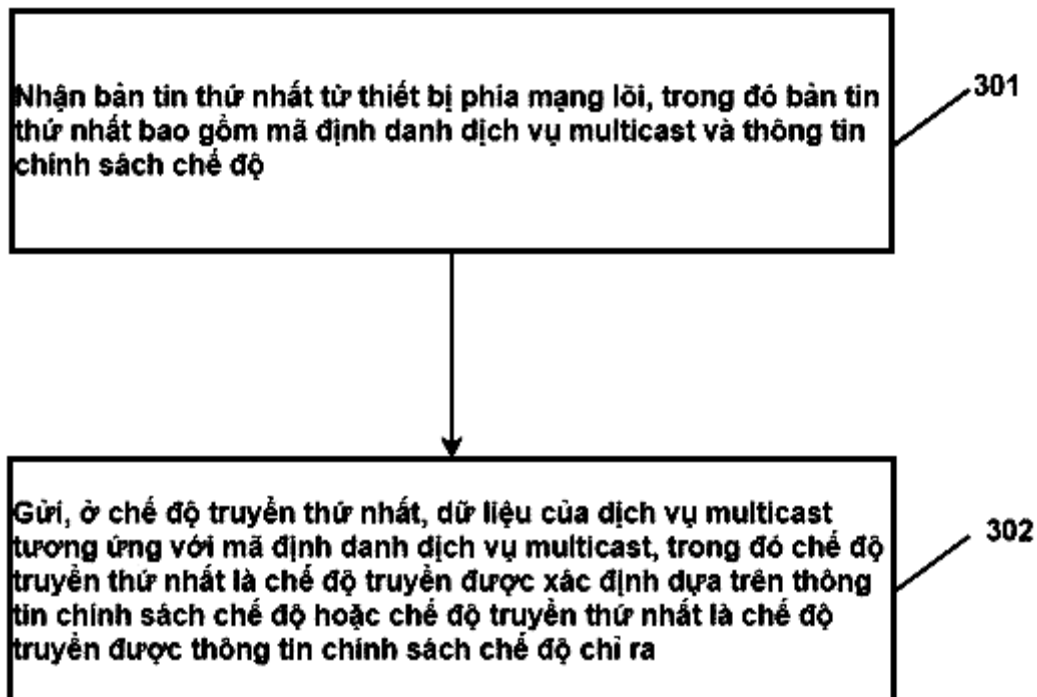 Nhận bản tin thứ nhất từ thiết bị phía mạng lõi, trong đó bản tin
thứ nhất bao gồm mã định danh dịch vụ multicast và thông tin
chính sách chế độ
301
Gửi, ở chế độ truyền thứ nhất, dữ liệu của dịch vụ multicast
tương ứng với mã định danh dịch vụ multicast, trong đó chế độ
truyền thứ nhất là chế độ truyền được xác định dựa trên thông
tin chính sách chế độ hoặc chế độ truyền thứ nhất là chế độ
truyền được thông tin chính sách chế độ chỉ ra
302